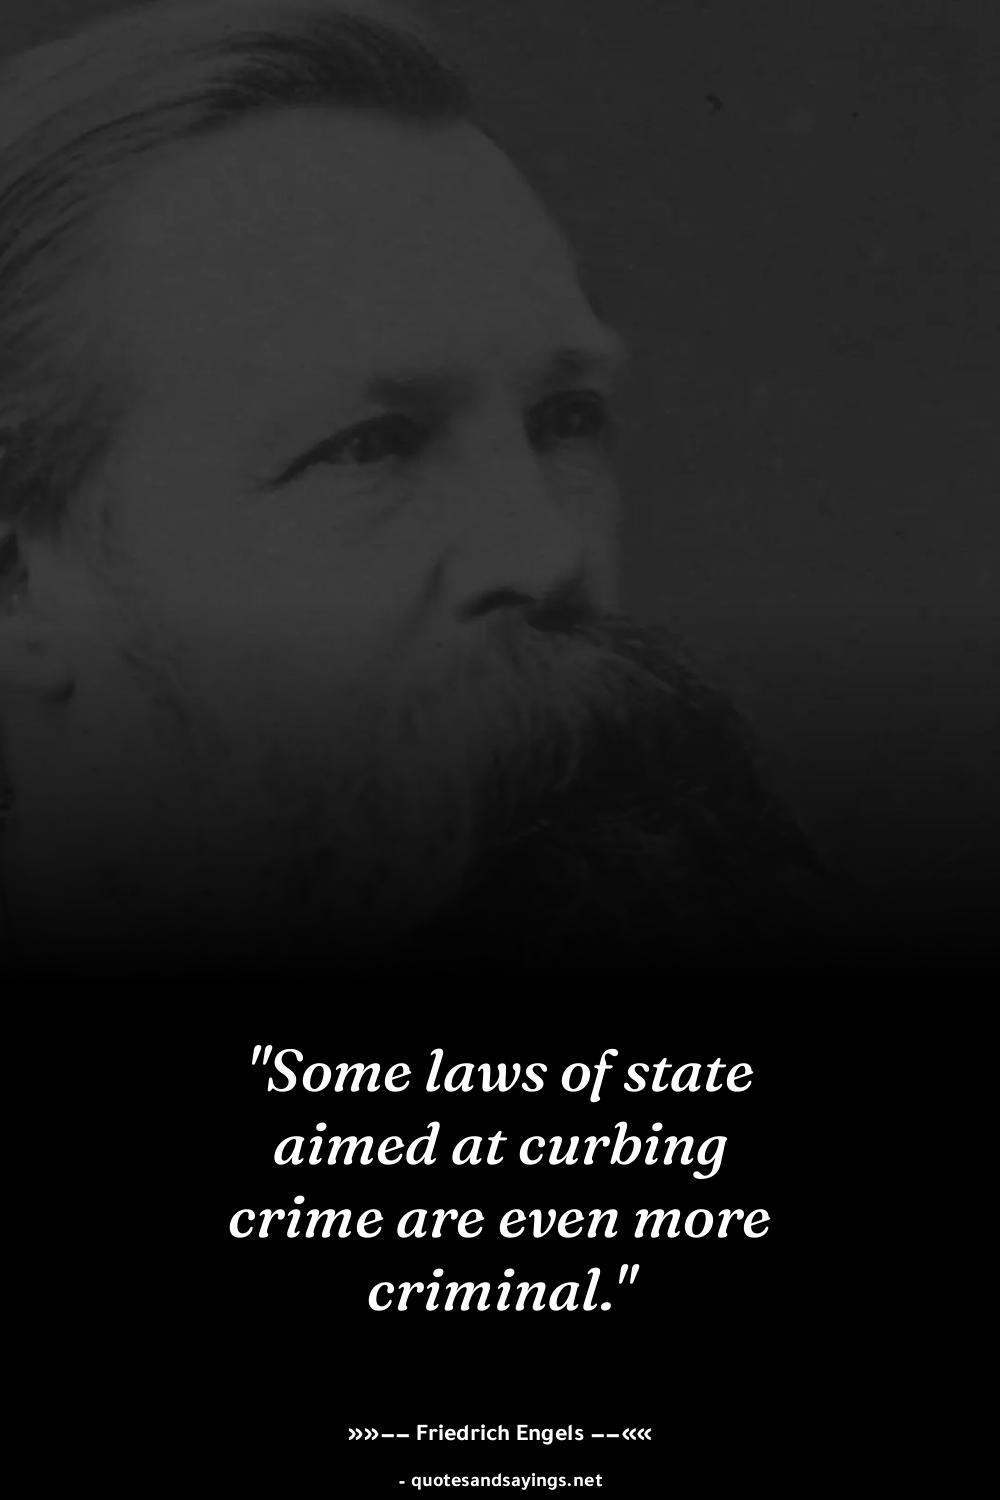 "Some laws of state
aimed at curbing
crime are even more
criminal."
»»—— Friedrich Engels ——««
- quotesandsayings.net